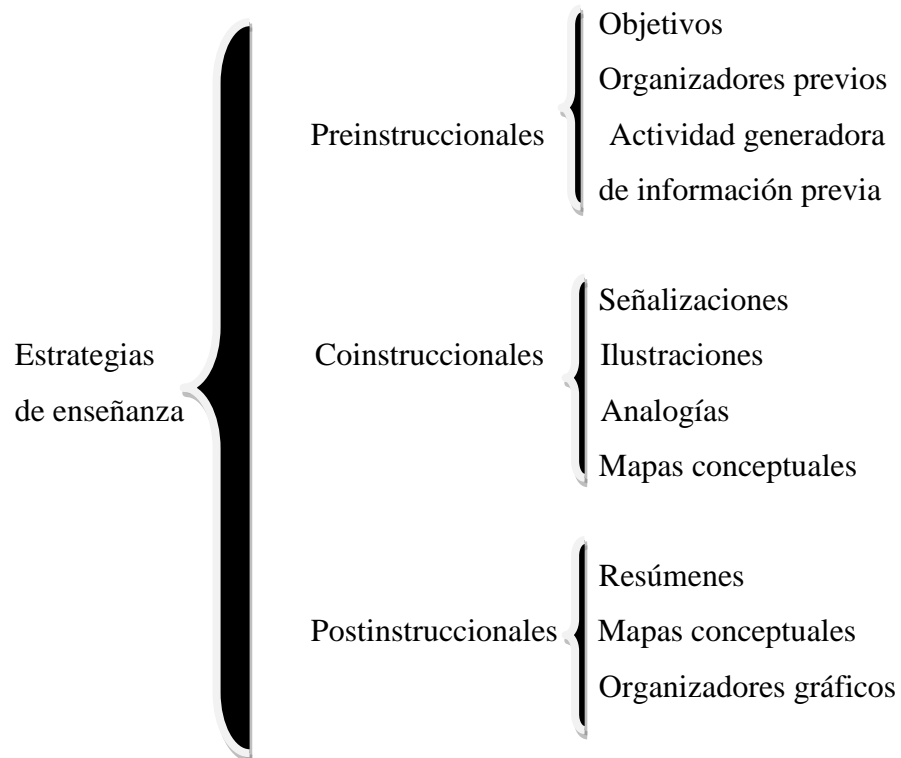 Estrategias
de enseñanza
Preinstruccionales
Objetivos
Organizadores previos
Actividad generadora
de información previa
Coinstruccionales
Señalizaciones
Ilustraciones
Analogías
Mapas conceptuales
Postinstruccionales
Resúmenes
Mapas conceptuales
Organizadores gráficos